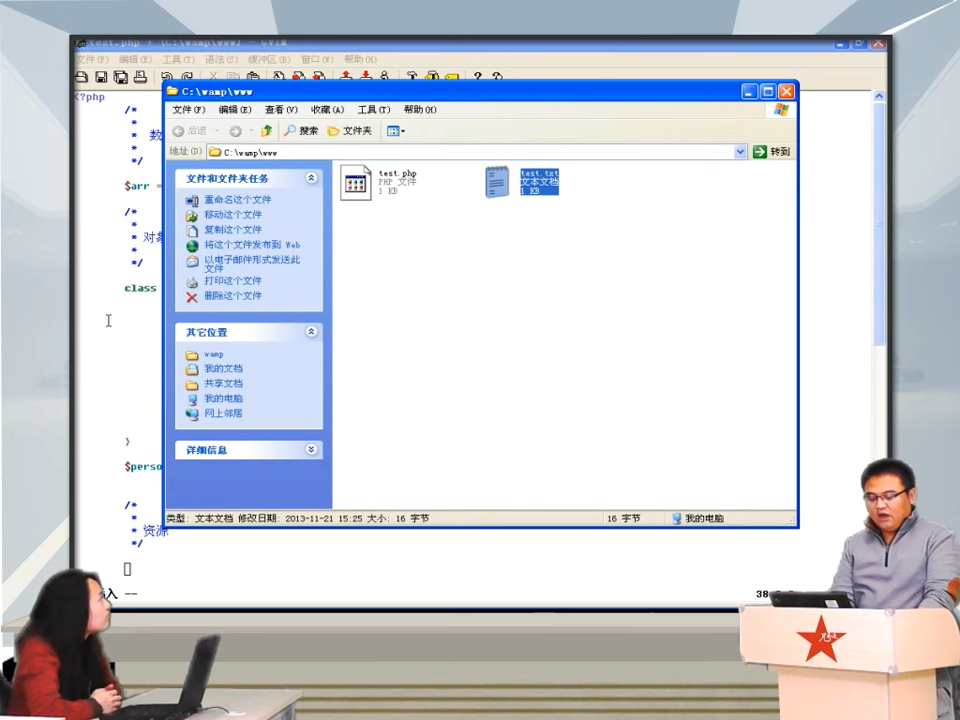 test.php + (C:\wamp\www) - GVIM
文件(F) 编辑(E) 工具(T) 语法(S) 缓冲区(B) 窗口(W) 帮助(H)
<?php
/*
*
* 数
*
*/
$arr =
/*
*
* 对象
*
*/
class
}
$perso
/*
*
* 资源
*/
入 --
C:\wamp\www
文件(F) 编辑(E) 查看(V) 收藏(A) 工具(T) 帮助(H)
后退 搜索 文件夹
地址(D) C:\wamp\www 转到
文件和文件夹任务
重命名这个文件
移动这个文件
复制这个文件
将这个文件发布到 Web
以电子邮件形式发送此
文件
打印这个文件
删除这个文件
其它位置
wamp
我的文档
共享文档
我的电脑
网上邻居
详细信息
test.php
PHP 文件
1 KB
test.txt
文本文档
1 KB
类型: 文本文档 修改日期: 2013-11-21 15:25 大小: 16 字节 16 字节 我的电脑